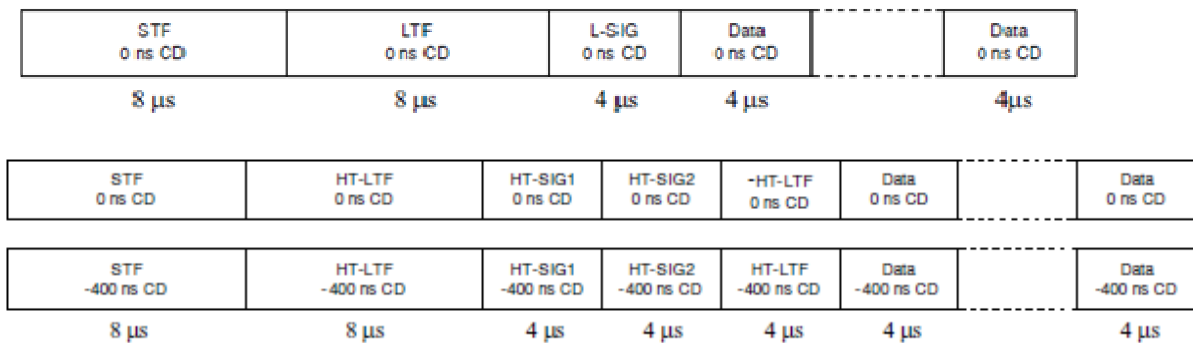 STF LTF L-SIG Data Data
0 ns CD 0 ns CD 0 ns CD 0 ns CD 0 ns CD
8 µs 8 µs 4 µs 4 µs 4µs
STF HT-LTF HT-SIG1 HT-SIG2 -HT-LTF Data Data
0 ns CD 0 ns CD 0 ns CD 0 ns CD 0 ns CD 0 ns CD 0 ns CD
STF HT-LTF HT-SIG1 HT-SIG2 HT-LTF Data Data
-400 ns CD -400 ns CD -400 ns CD -400 ns CD -400 ns CD -400 ns CD -400 ns CD
8 µs 8 µs 4 µs 4 µs 4 µs 4 µs 4 µs